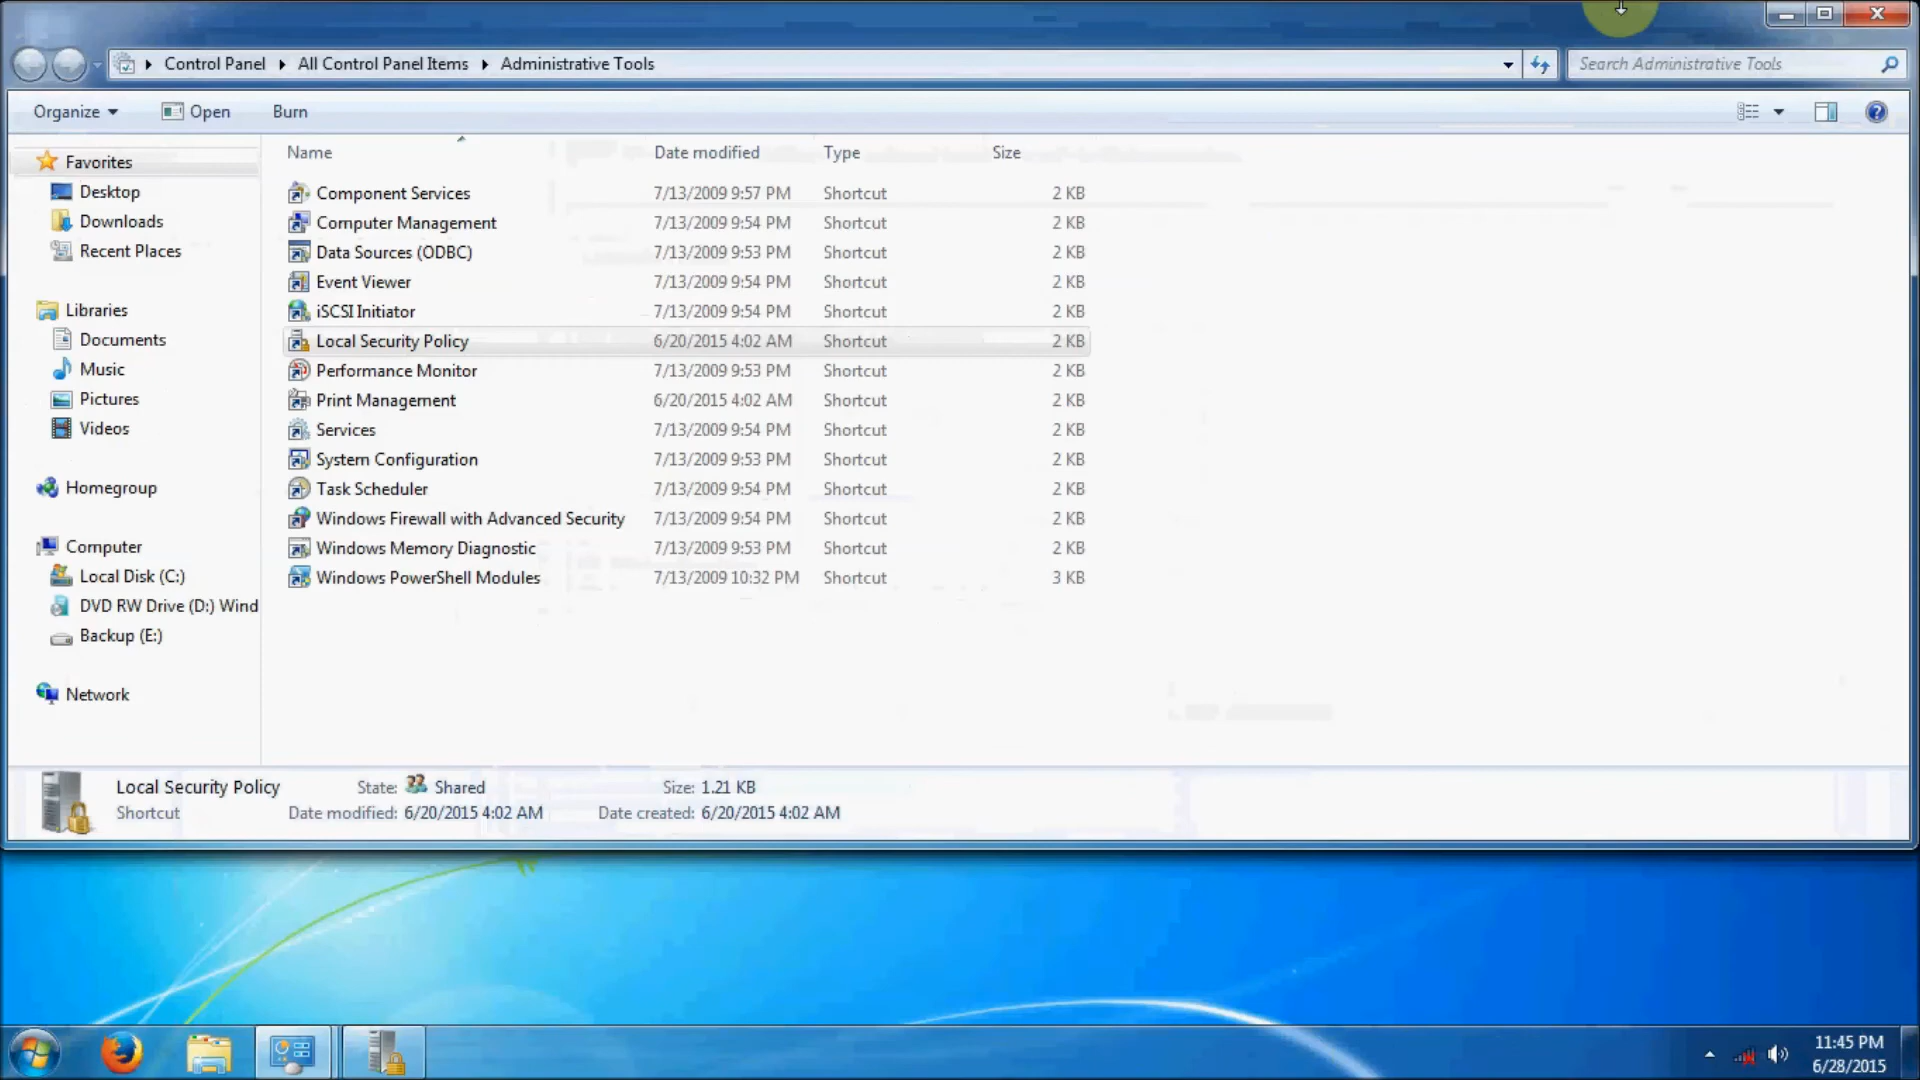 Control Panel All Control Panel Items Administrative Tools Search Administrative Tools
Organize Open Burn
Name Date modified Type Size
Favorites
Desktop
Downloads
Recent Places
Libraries
Documents
Music
Pictures
Videos
Homegroup
Computer
Local Disk (C:)
DVD RW Drive (D:) Wind
Backup (E:)
Network
Component Services 7/13/2009 9:57 PM Shortcut 2 KB
Computer Management 7/13/2009 9:54 PM Shortcut 2 KB
Data Sources (ODBC) 7/13/2009 9:53 PM Shortcut 2 KB
Event Viewer 7/13/2009 9:54 PM Shortcut 2 KB
iSCSI Initiator 7/13/2009 9:54 PM Shortcut 2 KB
Local Security Policy 6/20/2015 4:02 AM Shortcut 2 KB
Performance Monitor 7/13/2009 9:53 PM Shortcut 2 KB
Print Management 6/20/2015 4:02 AM Shortcut 2 KB
Services 7/13/2009 9:54 PM Shortcut 2 KB
System Configuration 7/13/2009 9:53 PM Shortcut 2 KB
Task Scheduler 7/13/2009 9:54 PM Shortcut 2 KB
Windows Firewall with Advanced Security 7/13/2009 9:54 PM Shortcut 2 KB
Windows Memory Diagnostic 7/13/2009 9:53 PM Shortcut 2 KB
Windows PowerShell Modules 7/13/2009 10:32 PM Shortcut 3 KB
Local Security Policy State: Shared Size: 1.21 KB
Shortcut Date modified: 6/20/2015 4:02 AM Date created: 6/20/2015 4:02 AM
11:45 PM
6/28/2015